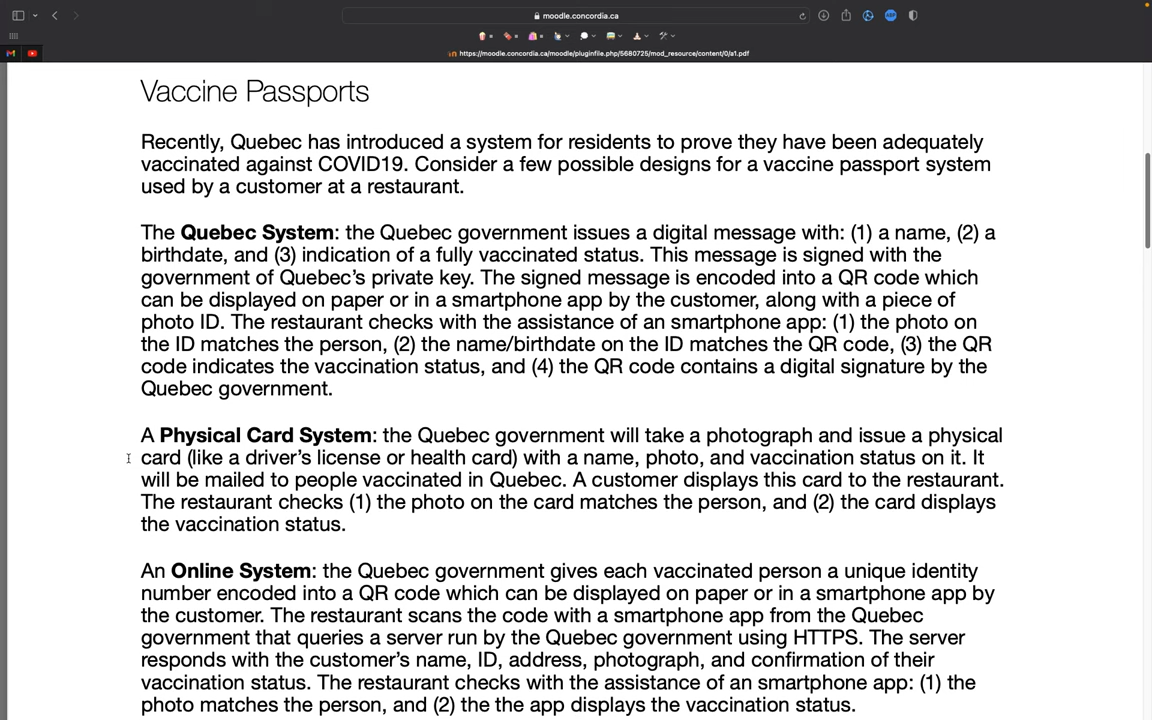 moodle.concordia.ca
https://moodle.concordia.ca/moodle/pluginfile.php/5680725/mod_resource/content/0/a1.pdf
Vaccine Passports
Recently, Quebec has introduced a system for residents to prove they have been adequately
vaccinated against COVID19. Consider a few possible designs for a vaccine passport system
used by a customer at a restaurant.
The Quebec System: the Quebec government issues a digital message with: (1) a name, (2) a
birthdate, and (3) indication of a fully vaccinated status. This message is signed with the
government of Quebec’s private key. The signed message is encoded into a QR code which
can be displayed on paper or in a smartphone app by the customer, along with a piece of
photo ID. The restaurant checks with the assistance of an smartphone app: (1) the photo on
the ID matches the person, (2) the name/birthdate on the ID matches the QR code, (3) the QR
code indicates the vaccination status, and (4) the QR code contains a digital signature by the
Quebec government.
A Physical Card System: the Quebec government will take a photograph and issue a physical
card (like a driver’s license or health card) with a name, photo, and vaccination status on it. It
will be mailed to people vaccinated in Quebec. A customer displays this card to the restaurant.
The restaurant checks (1) the photo on the card matches the person, and (2) the card displays
the vaccination status.
An Online System: the Quebec government gives each vaccinated person a unique identity
number encoded into a QR code which can be displayed on paper or in a smartphone app by
the customer. The restaurant scans the code with a smartphone app from the Quebec
government that queries a server run by the Quebec government using HTTPS. The server
responds with the customer’s name, ID, address, photograph, and confirmation of their
vaccination status. The restaurant checks with the assistance of an smartphone app: (1) the
photo matches the person, and (2) the the app displays the vaccination status.